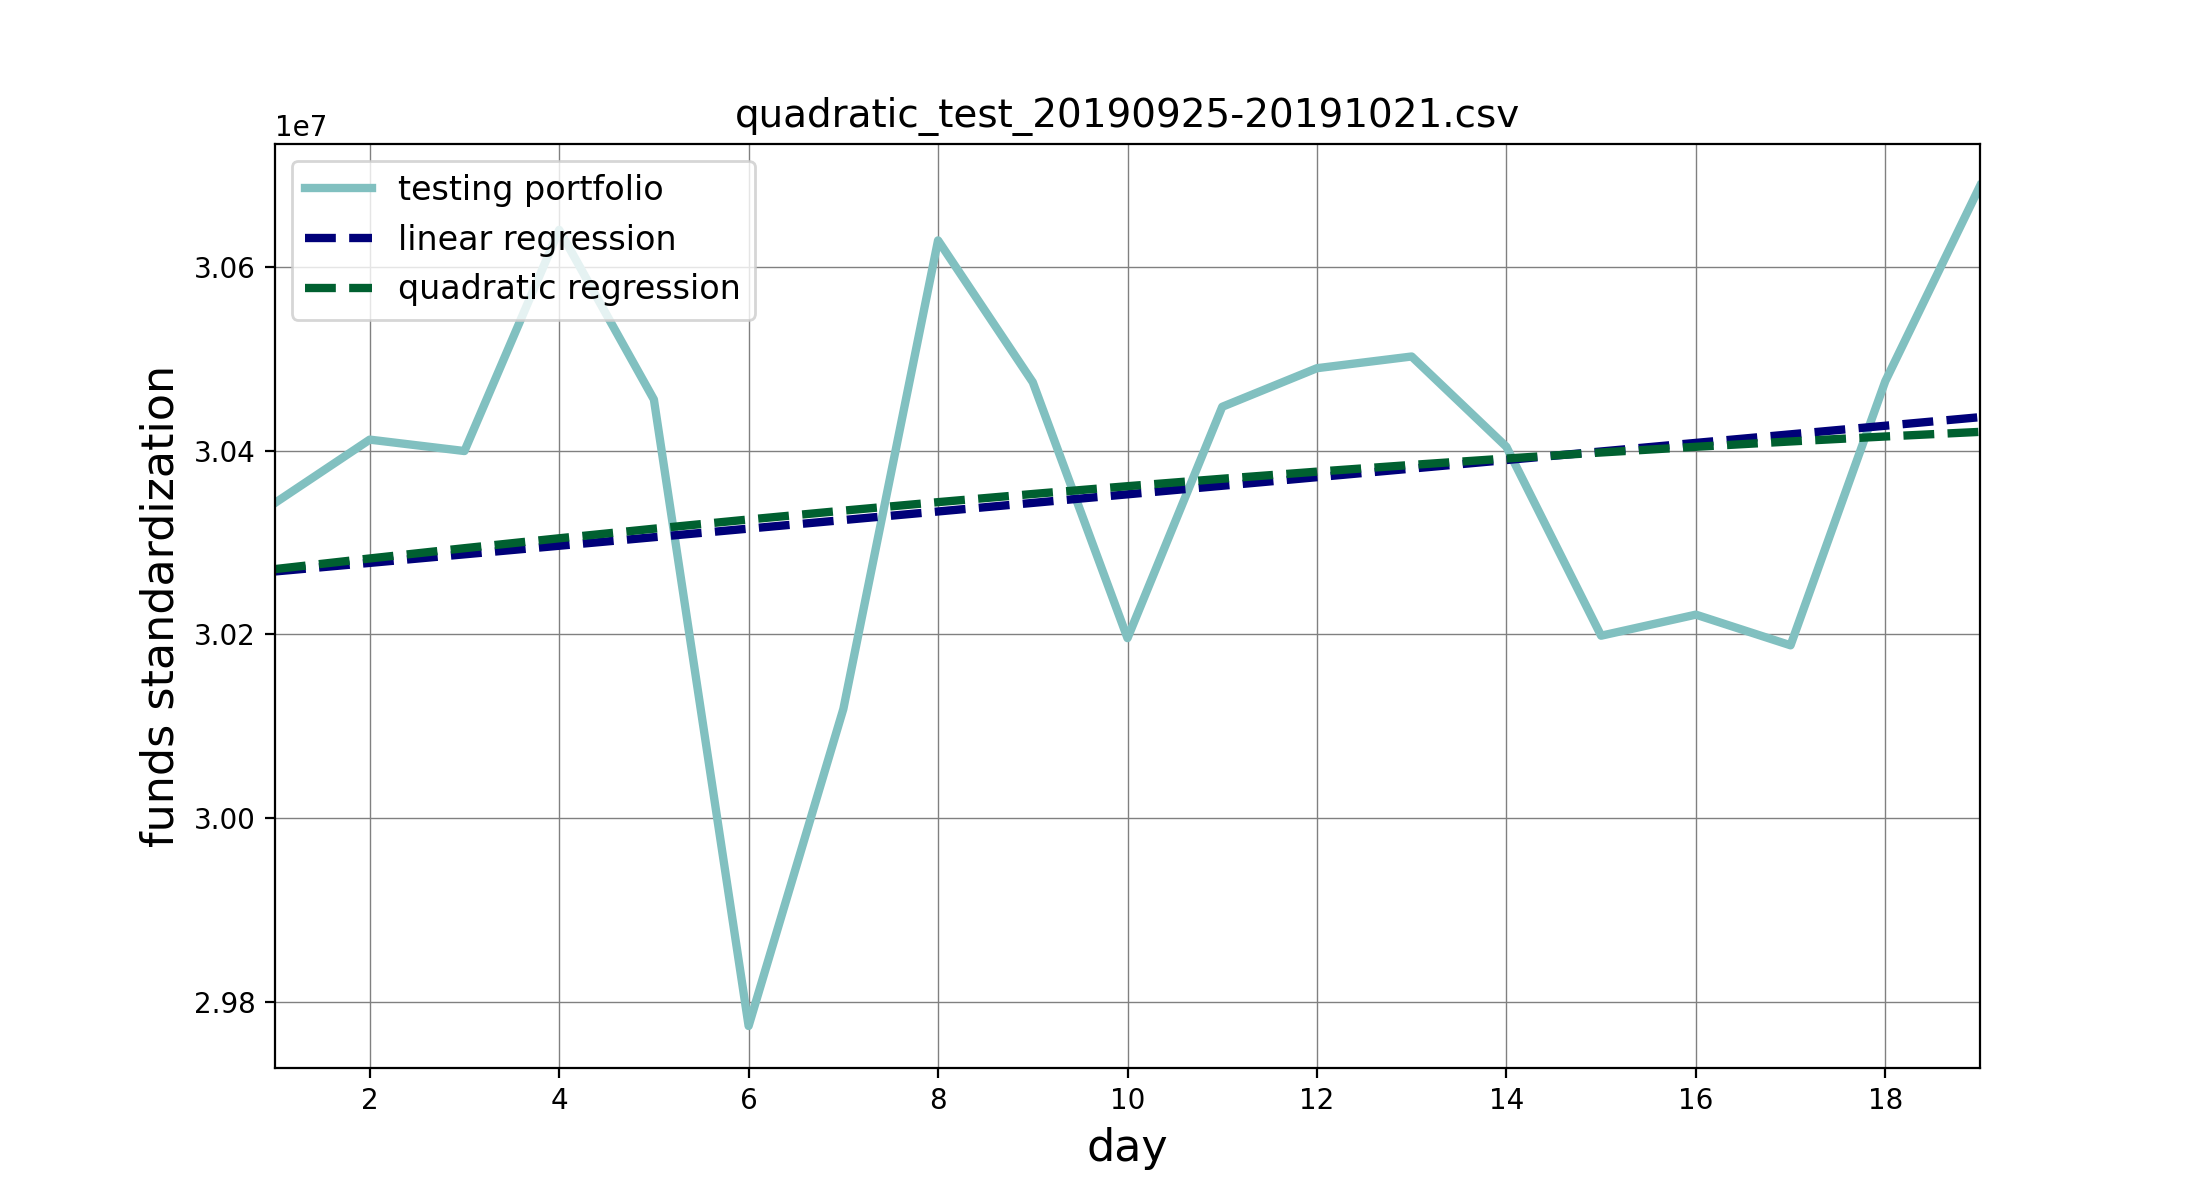 quadratic_test_20190925-20191021.csv
1e7
testing portfolio
linear regression
quadratic regression
3.06
3.04
3.02
3.00
2.98
funds standardization
2 4 6 8 10 12 14 16 18
day